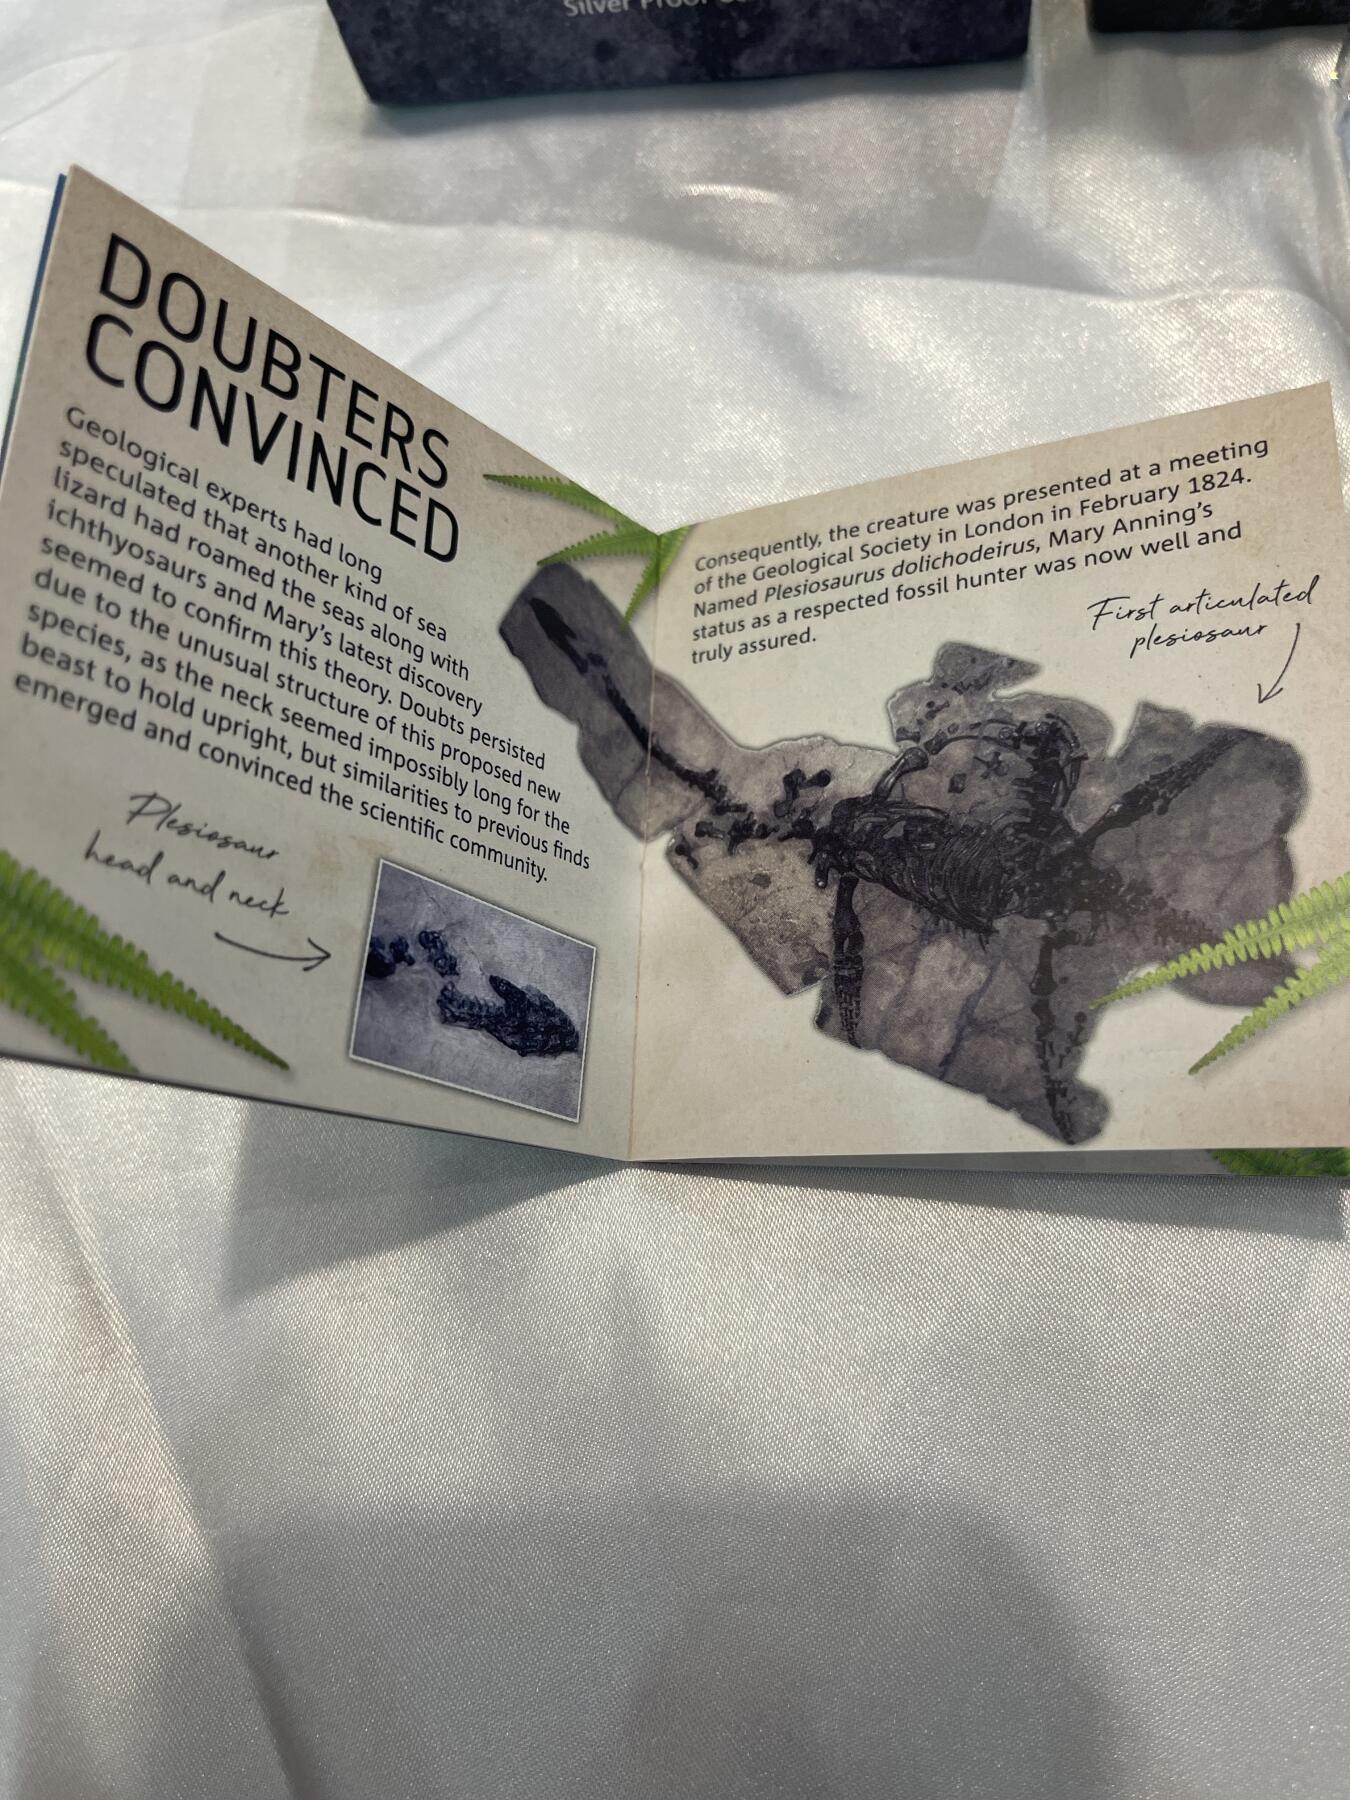 Silver Proof
DOUBTERS
CONVINCED
Geological experts had long
speculated that another kind of sea
lizard had roamed the seas along with
ichthyosaurs and Mary's latest discovery
seemed to confirm this theory. Doubts persisted
due to the unusual structure of this proposed new
species, as the neck seemed impossibly long for the
beast to hold upright, but similarities to previous finds
emerged and convinced the scientific community.
Plesiosaur
head and neck
Consequently, the creature was presented at a meeting
of the Geological Society in London in February 1824.
Named Plesiosaurus dolichodeirus, Mary Anning's
status as a respected fossil hunter was now well and
truly assured.
First articulated
plesiosaur